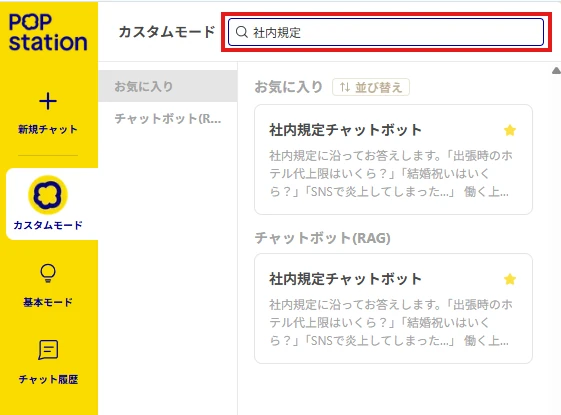 POP
station
新規チャット
カスタムモード
基本モード
チャット履歴
カスタムモード
社内規定
お気に入り
チャットボット(R...
お気に入り
並び替え
社内規定チャットボット
社内規定に沿ってお答えします。「出張時のホ
テル代上限はいくら？」「結婚祝いはいく
ら？」「SNSで炎上してしまった...」 働く上...
チャットボット(RAG)
社内規定チャットボット
社内規定に沿ってお答えします。「出張時のホ
テル代上限はいくら？」「結婚祝いはいく
ら？」「SNSで炎上してしまった...」 働く上...